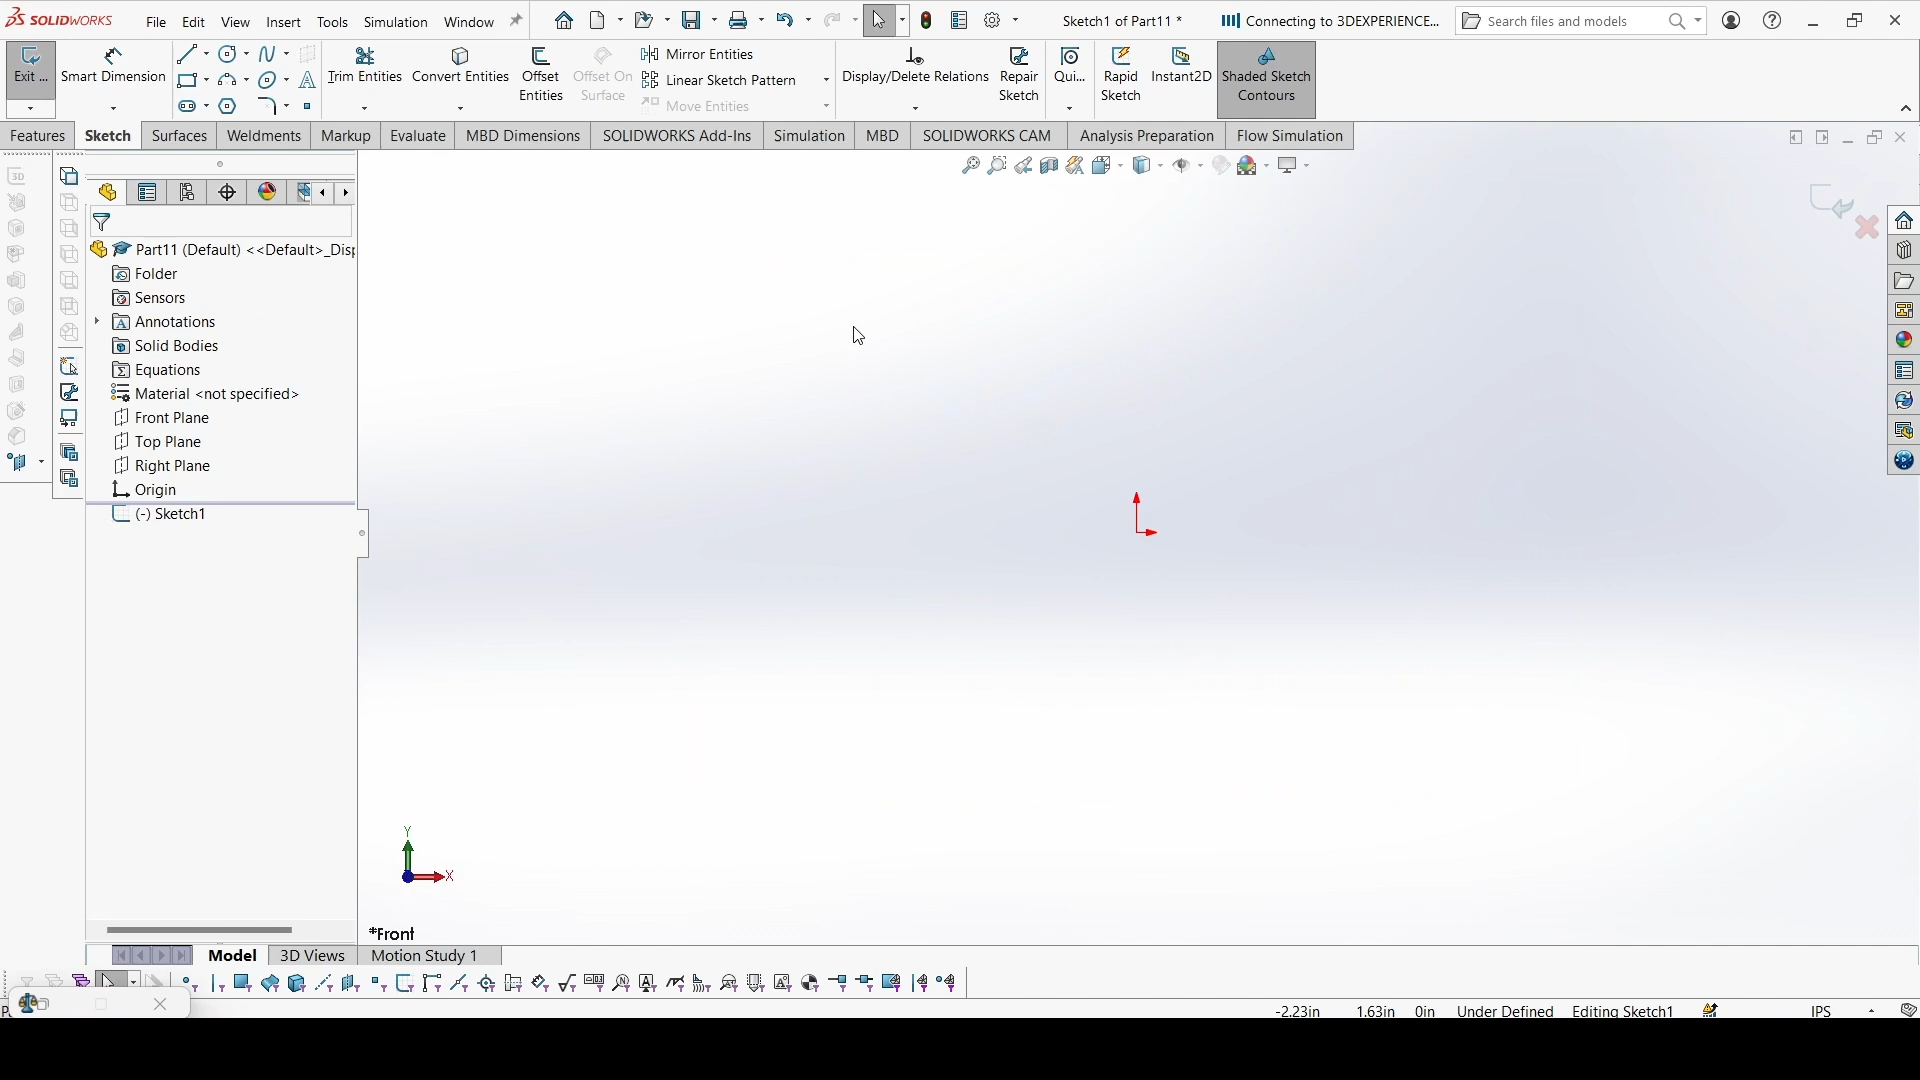 SOLIDWORKS File Edit View Insert Tools Simulation Window Sketch1 of Part11 * Connecting to 3DEXPERIENCE... Search files and models
Exit ... Smart Dimension Trim Entities Convert Entities Offset Entities Offset On Surface Mirror Entities Linear Sketch Pattern Move Entities Display/Delete Relations Repair Sketch Qui... Rapid Sketch Instant2D Shaded Sketch Contours
Features Sketch Surfaces Weldments Markup Evaluate MBD Dimensions SOLIDWORKS Add-Ins Simulation MBD SOLIDWORKS CAM Analysis Preparation Flow Simulation
Part11 (Default) <<Default>_Disp
Folder
Sensors
Annotations
Solid Bodies
Equations
Material <not specified>
Front Plane
Top Plane
Right Plane
Origin
(-) Sketch1
Y
X
*Front
Model 3D Views Motion Study 1
-2.23in 1.63in 0in Under Defined Editing Sketch1 IPS